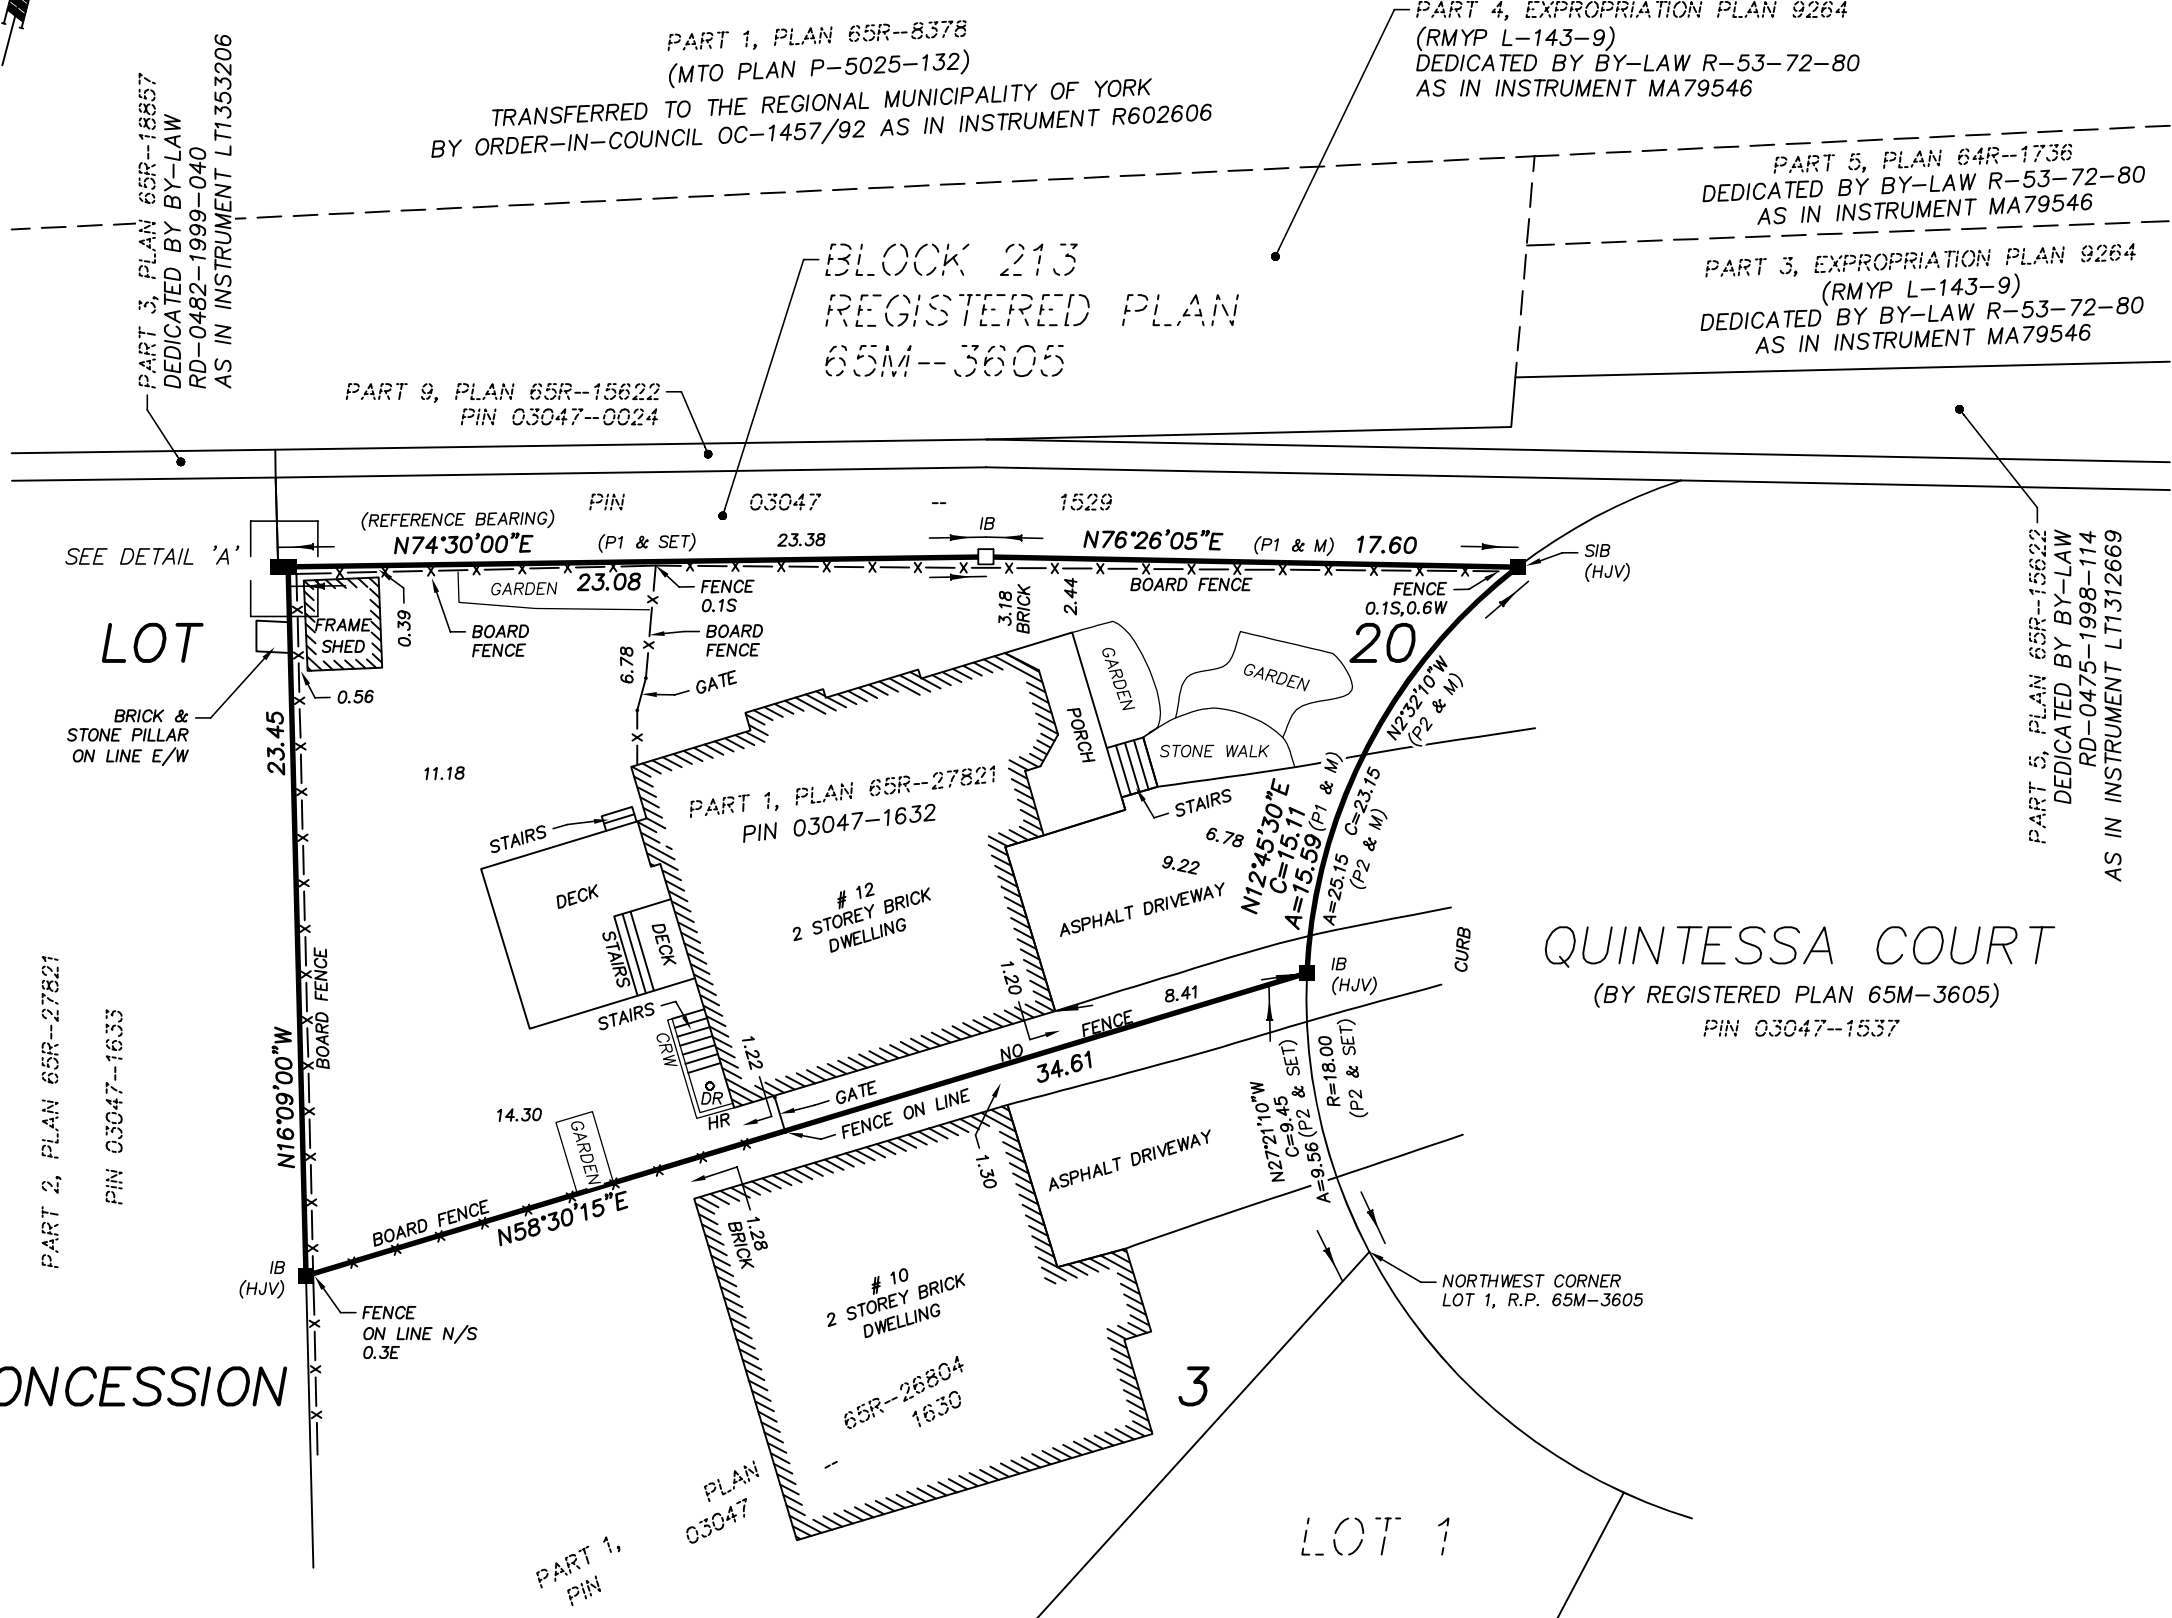 PART 1, PLAN 65R--8378
(MTO PLAN P-5025-132)
TRANSFERRED TO THE REGIONAL MUNICIPALITY OF YORK
BY ORDER-IN-COUNCIL OC-1457/92 AS IN INSTRUMENT R602606
PART 4, EXPROPRIATION PLAN 9264
(RMYP L-143-9)
DEDICATED BY BY-LAW R-53-72-80
AS IN INSTRUMENT MA79546
PART 3, PLAN 65R--18857
DEDICATED BY BY-LAW
RD-0482-1999-040
AS IN INSTRUMENT LT1353206
PART 5, PLAN 64R--1736
DEDICATED BY BY-LAW R-53-72-80
AS IN INSTRUMENT MA79546
PART 3, EXPROPRIATION PLAN 9264
(RMYP L-143-9)
DEDICATED BY BY-LAW R-53-72-80
AS IN INSTRUMENT MA79546
BLOCK 213
REGISTERED PLAN
65M--3605
PART 9, PLAN 65R--15622
PIN 03047--0024
PIN 03047 -- 1529
(REFERENCE BEARING)
N74°30'00"E
(P1 & SET)
23.38
IB
N76°26'05"E
(P1 & M)
17.60
SIB
(HJV)
SEE DETAIL 'A'
GARDEN
23.08
FENCE
0.1S
BOARD FENCE
FENCE
0.1S,0.6W
3.18
BRICK
2.44
LOT
FRAME
SHED
0.39
BOARD
FENCE
BOARD
FENCE
6.78
GATE
0.56
BRICK &
STONE PILLAR
ON LINE E/W
23.45
11.18
20
GARDEN
GARDEN
PORCH
STONE WALK
STAIRS
N2°32'10"W
(P2 & M)
PART 5, PLAN 65R--15622
DEDICATED BY BY-LAW
RD-0475-1998-114
AS IN INSTRUMENT LT1312669
PART 1, PLAN 65R--27821
PIN 03047-1632
STAIRS
DECK
STAIRS
DECK
STAIRS
# 12
2 STOREY BRICK
DWELLING
6.78
9.22
ASPHALT DRIVEWAY
N12°45'30"E
C=15.11
A=15.59 (P1 & M)
A=25.15 C=23.15
(P2 & M)
CURB
QUINTESSA COURT
(BY REGISTERED PLAN 65M-3605)
PIN 03047--1537
PART 2, PLAN 65R--27821
PIN 03047-1633
N16°09'00"W
BOARD FENCE
CRW
DR
HR
1.22
1.20
8.41
IB
(HJV)
NO FENCE
34.61
GATE
FENCE ON LINE
14.30
GARDEN
BOARD FENCE
N58°30'15"E
IB
(HJV)
FENCE
ON LINE N/S
0.3E
1.28
BRICK
1.30
ASPHALT DRIVEWAY
N27°21'10"W
C=9.45
A=9.56 (P2 & SET)
R=18.00
(P2 & SET)
# 10
2 STOREY BRICK
DWELLING
NORTHWEST CORNER
LOT 1, R.P. 65M-3605
ONCESSION
3
PART 1, PLAN -- 65R--26804
PIN 03047 1630
LOT 1